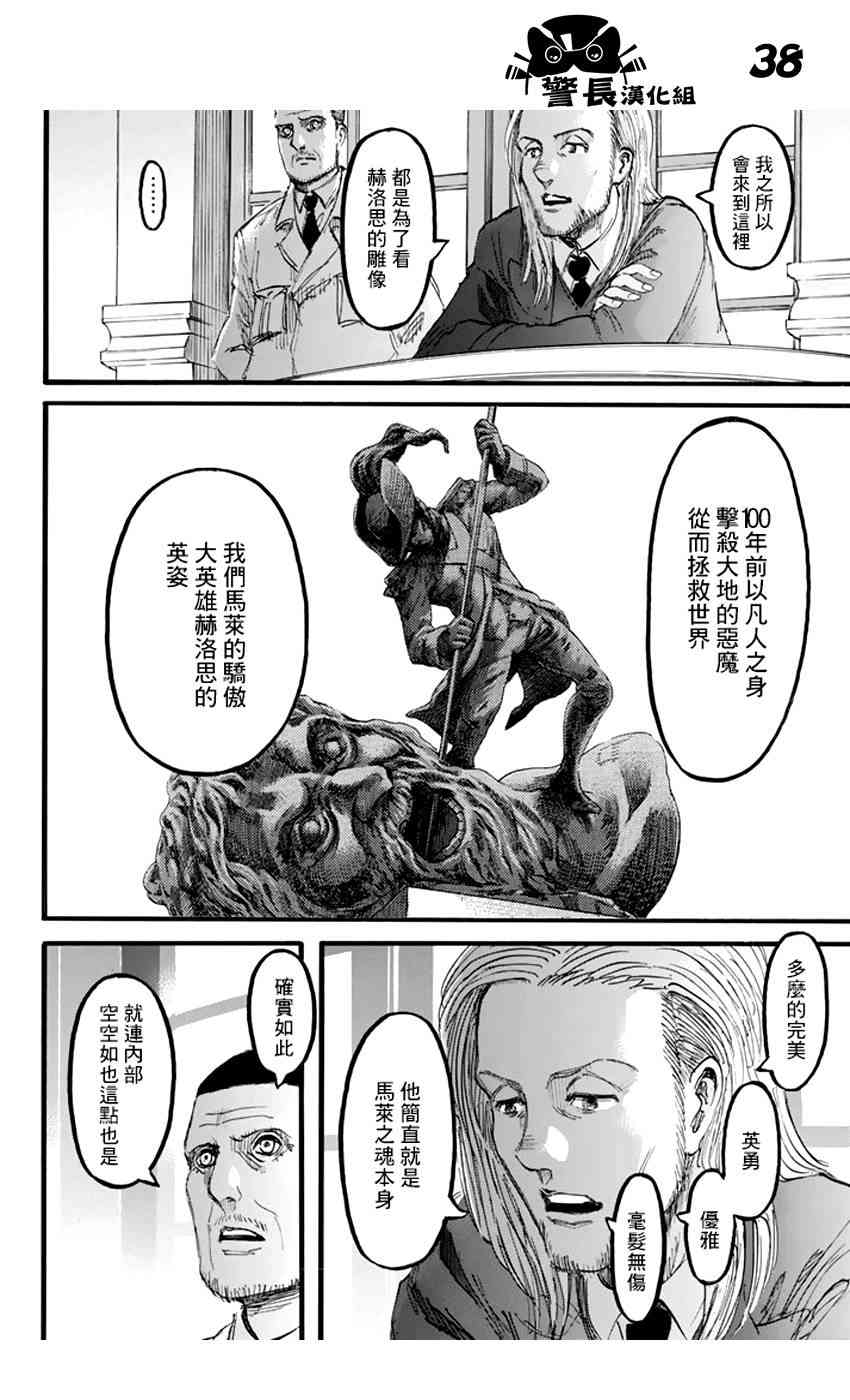 警長漢化組
38
我之所以
會來到這裡
都是為了看
赫洛思的雕像
……
100年前以凡人之身
擊殺大地的惡魔
從而拯救世界
我們馬萊的驕傲
大英雄赫洛思的
英姿
多麼的完美
英勇
優雅
毫髮無傷
他簡直就是
馬萊之魂本身
確實如此
就連內部
空空如也這點也是